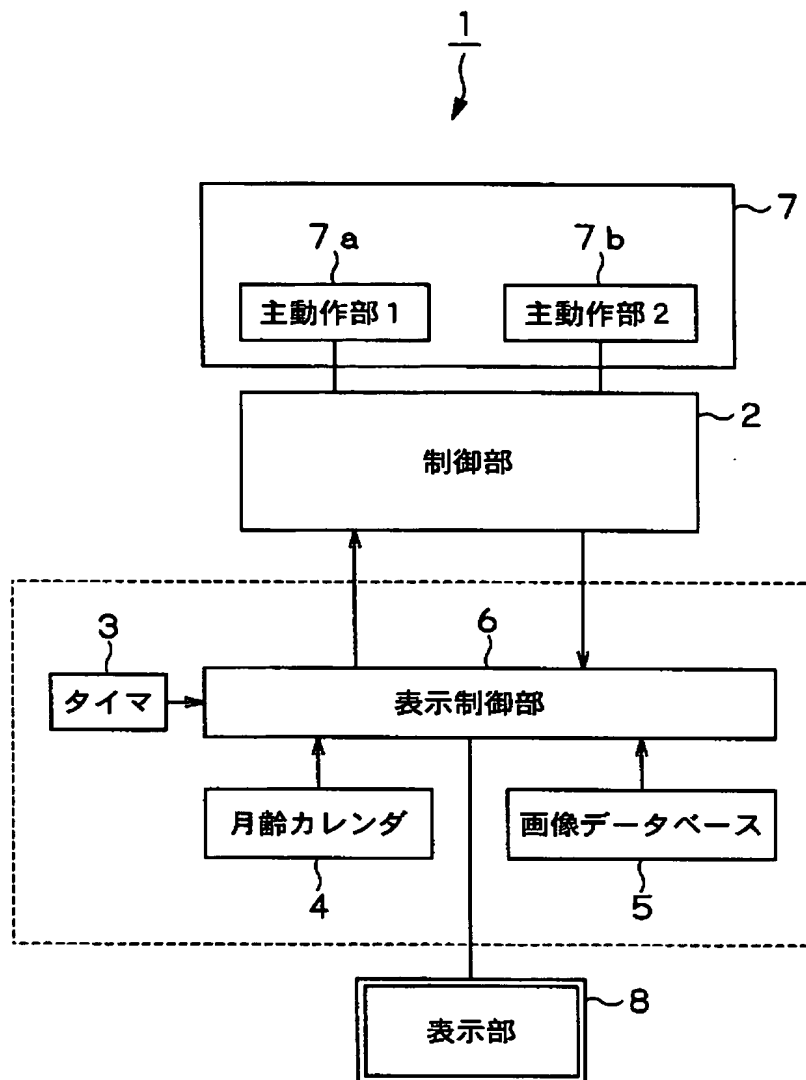 1
7
7a 7b
主動作部1 主動作部2
2
制御部
3
6
タイマ
表示制御部
月齢カレンダ 画像データベース
4 5
表示部
8